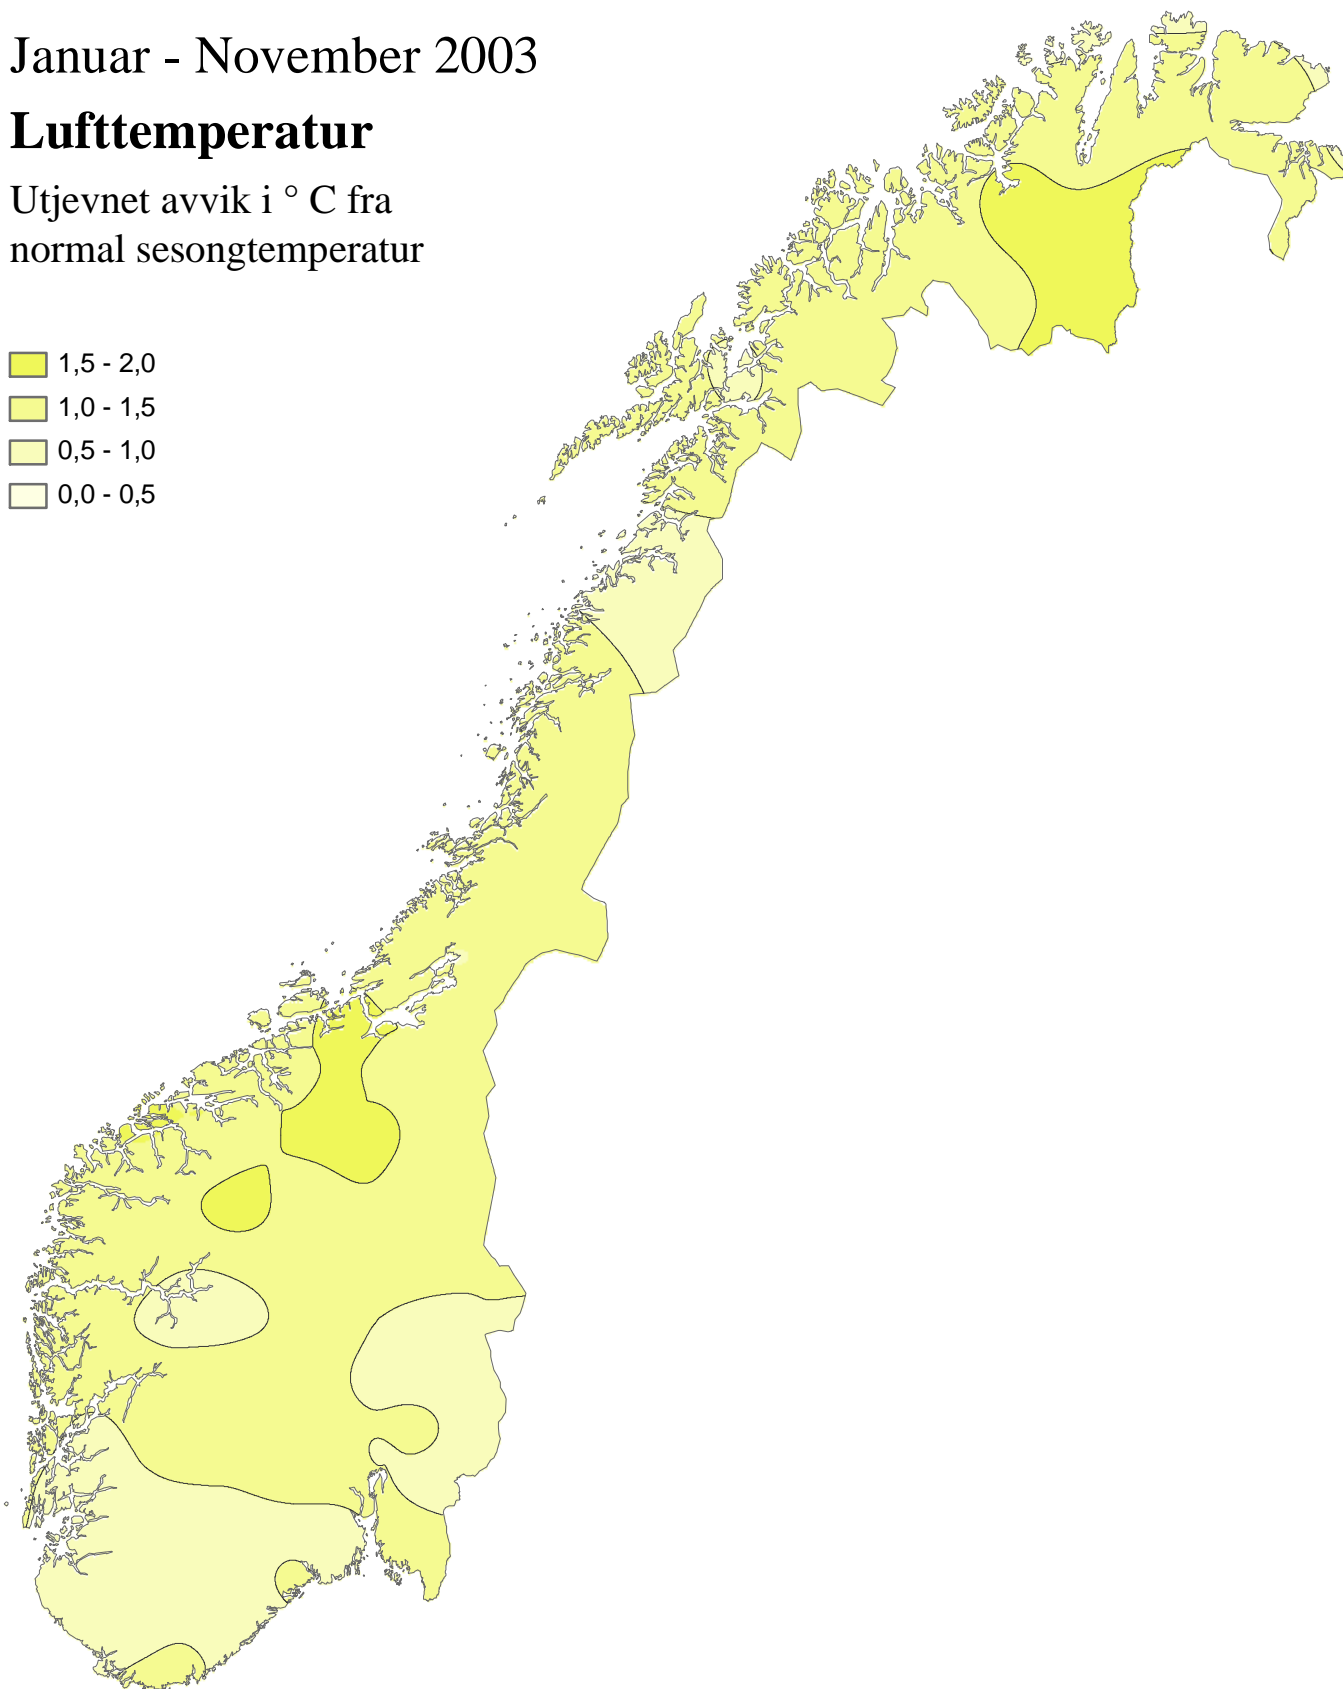 Januar - November 2003
Lufttemperatur
Utjevnet avvik i ° C fra
normal sesongtemperatur
1,5 - 2,0
1,0 - 1,5
0,5 - 1,0
0,0 - 0,5